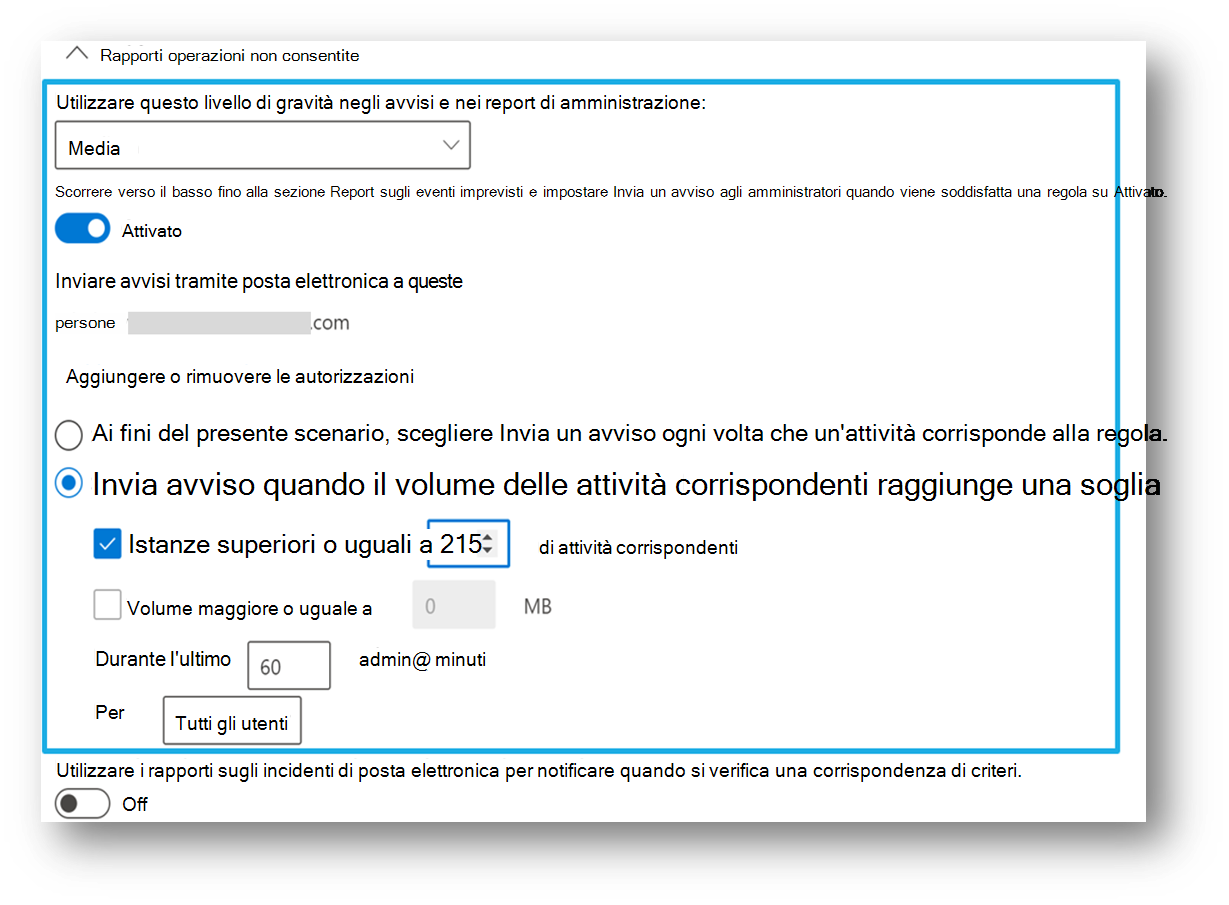 Rapporti operazioni non consentite
Utilizzare questo livello di gravità negli avvisi e nei report di amministrazione:
Media
Scorrere verso il basso fino alla sezione Report sugli eventi imprevisti e impostare Invia un avviso agli amministratori quando viene soddisfatta una regola su Attivato.
Attivato
Inviare avvisi tramite posta elettronica a queste
persone .com
Aggiungere o rimuovere le autorizzazioni
Ai fini del presente scenario, scegliere Invia un avviso ogni volta che un'attività corrisponde alla regola.
Invia avviso quando il volume delle attività corrispondenti raggiunge una soglia
Istanze superiori o uguali a 215 di attività corrispondenti
Volume maggiore o uguale a 0 MB
Durante l'ultimo 60 admin@ minuti
Per Tutti gli utenti
Utilizzare i rapporti sugli incidenti di posta elettronica per notificare quando si verifica una corrispondenza di criteri.
Off